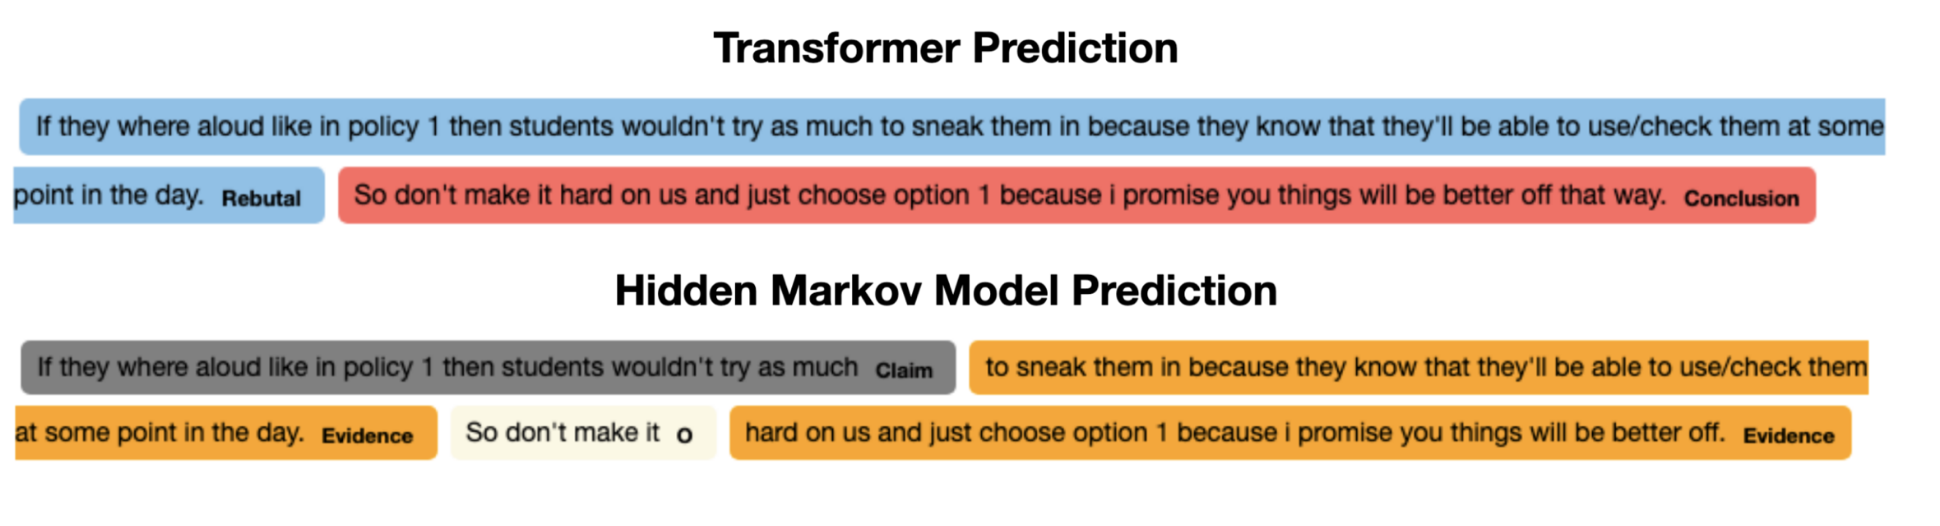 Transformer Prediction
If they where aloud like in policy 1 then students wouldn't try as much to sneak them in because they know that they'll be able to use/check them at some
point in the day. Rebutal So don't make it hard on us and just choose option 1 because i promise you things will be better off that way. Conclusion
Hidden Markov Model Prediction
If they where aloud like in policy 1 then students wouldn't try as much Claim to sneak them in because they know that they'll be able to use/check them
at some point in the day. Evidence So don't make it O hard on us and just choose option 1 because i promise you things will be better off. Evidence